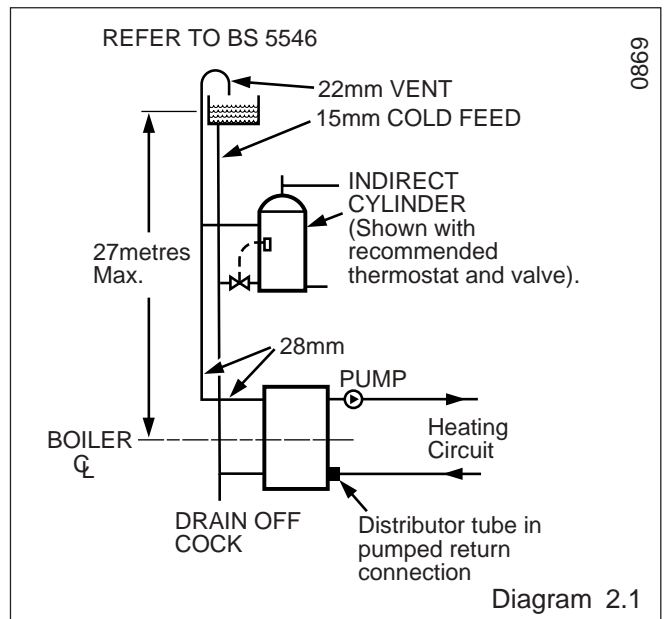 REFER TO BS 5546
0869
22mm VENT
15mm COLD FEED
INDIRECT
CYLINDER
(Shown with
recommended
thermostat and valve).
27metres
Max.
28mm
PUMP
Heating
Circuit
BOILER
℄
DRAIN OFF
COCK
Distributor tube in
pumped return
connection
Diagram 2.1